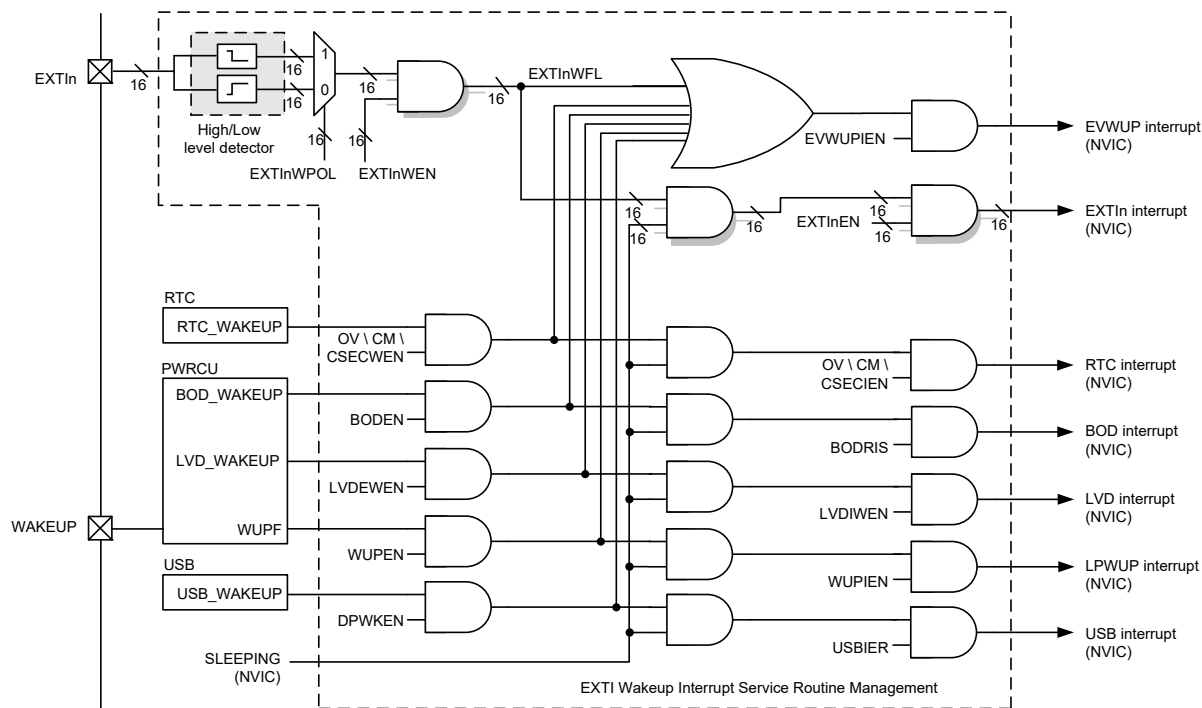 EXTIn
16
16
16
1
0
High/Low
level detector
16
EXTInWPOL
16
16
EXTInWEN
16
EXTInWFL
EVWUPIEN
EVWUP interrupt
(NVIC)
16
16
16
EXTInEN
16
16
16
EXTIn interrupt
(NVIC)
RTC
RTC_WAKEUP
OV \ CM \
CSECWEN
OV \ CM \
CSECIEN
RTC interrupt
(NVIC)
PWRCU
BOD_WAKEUP
BODEN
BODRIS
BOD interrupt
(NVIC)
LVD_WAKEUP
LVDEWEN
LVDIWEN
LVD interrupt
(NVIC)
WAKEUP
WUPF
WUPEN
WUPIEN
LPWUP interrupt
(NVIC)
USB
USB_WAKEUP
DPWKEN
USBIER
USB interrupt
(NVIC)
SLEEPING
(NVIC)
EXTI Wakeup Interrupt Service Routine Management